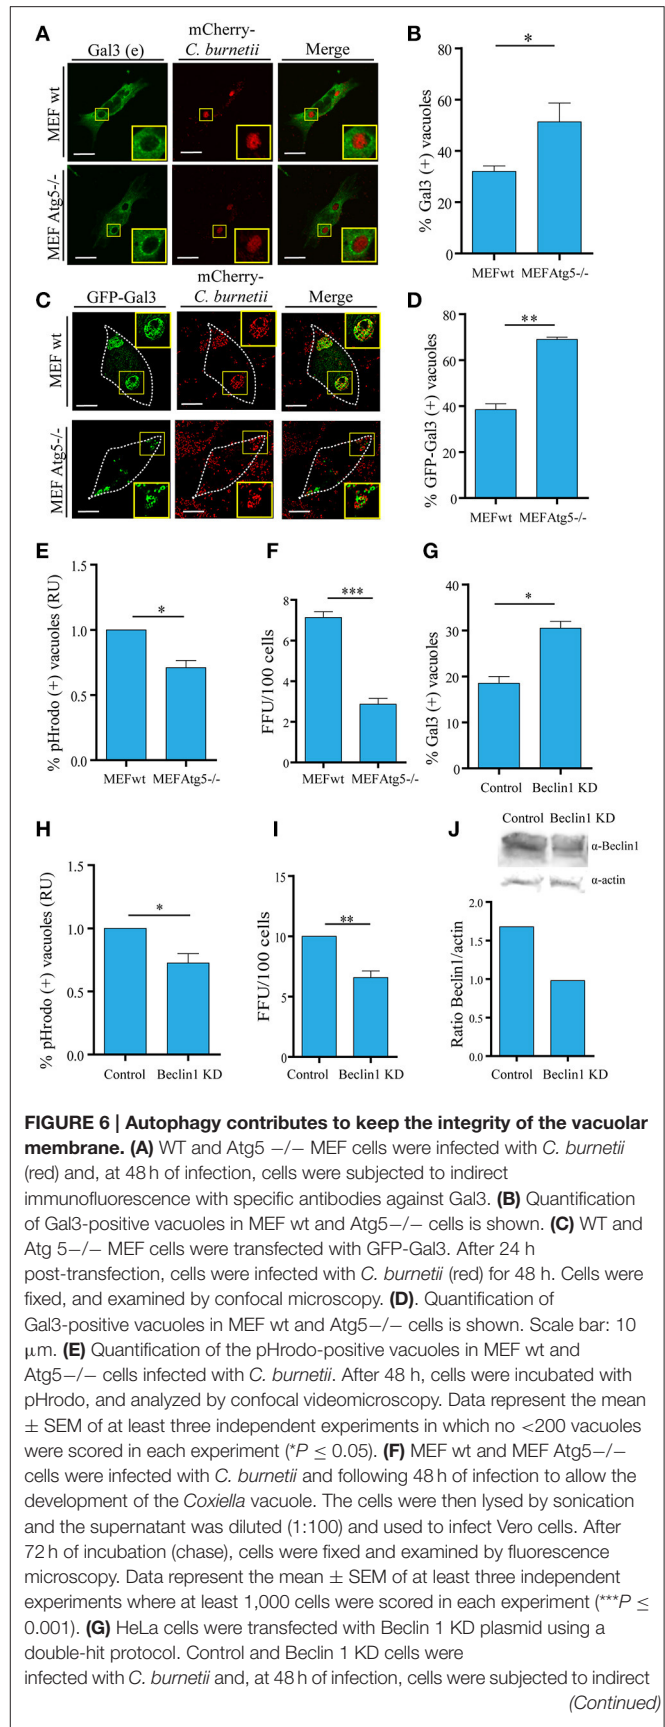 A
Gal3 (e)
mCherry-
C. burnetii
Merge
MEF wt
MEF Atg5-/-
B
% Gal3 (+) vacuoles
80
60
40
20
0
*
MEFwt MEFAtg5-/-
C
GFP-Gal3
mCherry-
C. burnetii
Merge
MEF wt
MEF Atg5-/-
D
% GFP-Gal3 (+) vacuoles
80
60
40
20
0
**
MEFwt MEFAtg5-/-
E
% pHrodo (+) vacuoles (RU)
1.5
1.0
0.5
0.0
*
MEFwt MEFAtg5-/-
F
FFU/100 cells
8
6
4
2
0
***
MEFwt MEFAtg5-/-
G
% Gal3 (+) vacuoles
40
30
20
10
0
*
Control Beclin1 KD
H
% pHrodo (+) vacuoles (RU)
1.5
1.0
0.5
0.0
*
Control Beclin1 KD
I
FFU/100 cells
15
10
5
0
**
Control Beclin1 KD
J
Control Beclin1 KD
α-Beclin1
α-actin
Ratio Beclin1/actin
2.0
1.5
1.0
0.5
0.0
Control Beclin1 KD
FIGURE 6 | Autophagy contributes to keep the integrity of the vacuolar
membrane. (A) WT and Atg5 −/− MEF cells were infected with C. burnetii
(red) and, at 48 h of infection, cells were subjected to indirect
immunofluorescence with specific antibodies against Gal3. (B) Quantification
of Gal3-positive vacuoles in MEF wt and Atg5−/− cells is shown. (C) WT and
Atg 5−/− MEF cells were transfected with GFP-Gal3. After 24 h
post-transfection, cells were infected with C. burnetii (red) for 48 h. Cells were
fixed, and examined by confocal microscopy. (D). Quantification of
Gal3-positive vacuoles in MEF wt and Atg5−/− cells is shown. Scale bar: 10
μm. (E) Quantification of the pHrodo-positive vacuoles in MEF wt and
Atg5−/− cells infected with C. burnetii. After 48 h, cells were incubated with
pHrodo, and analyzed by confocal videomicroscopy. Data represent the mean
± SEM of at least three independent experiments in which no <200 vacuoles
were scored in each experiment (*P ≤ 0.05). (F) MEF wt and MEF Atg5−/−
cells were infected with C. burnetii and following 48 h of infection to allow the
development of the Coxiella vacuole. The cells were then lysed by sonication
and the supernatant was diluted (1:100) and used to infect Vero cells. After
72 h of incubation (chase), cells were fixed and examined by fluorescence
microscopy. Data represent the mean ± SEM of at least three independent
experiments where at least 1,000 cells were scored in each experiment (***P ≤
0.001). (G) HeLa cells were transfected with Beclin 1 KD plasmid using a
double-hit protocol. Control and Beclin 1 KD cells were
infected with C. burnetii and, at 48 h of infection, cells were subjected to indirect
(Continued)